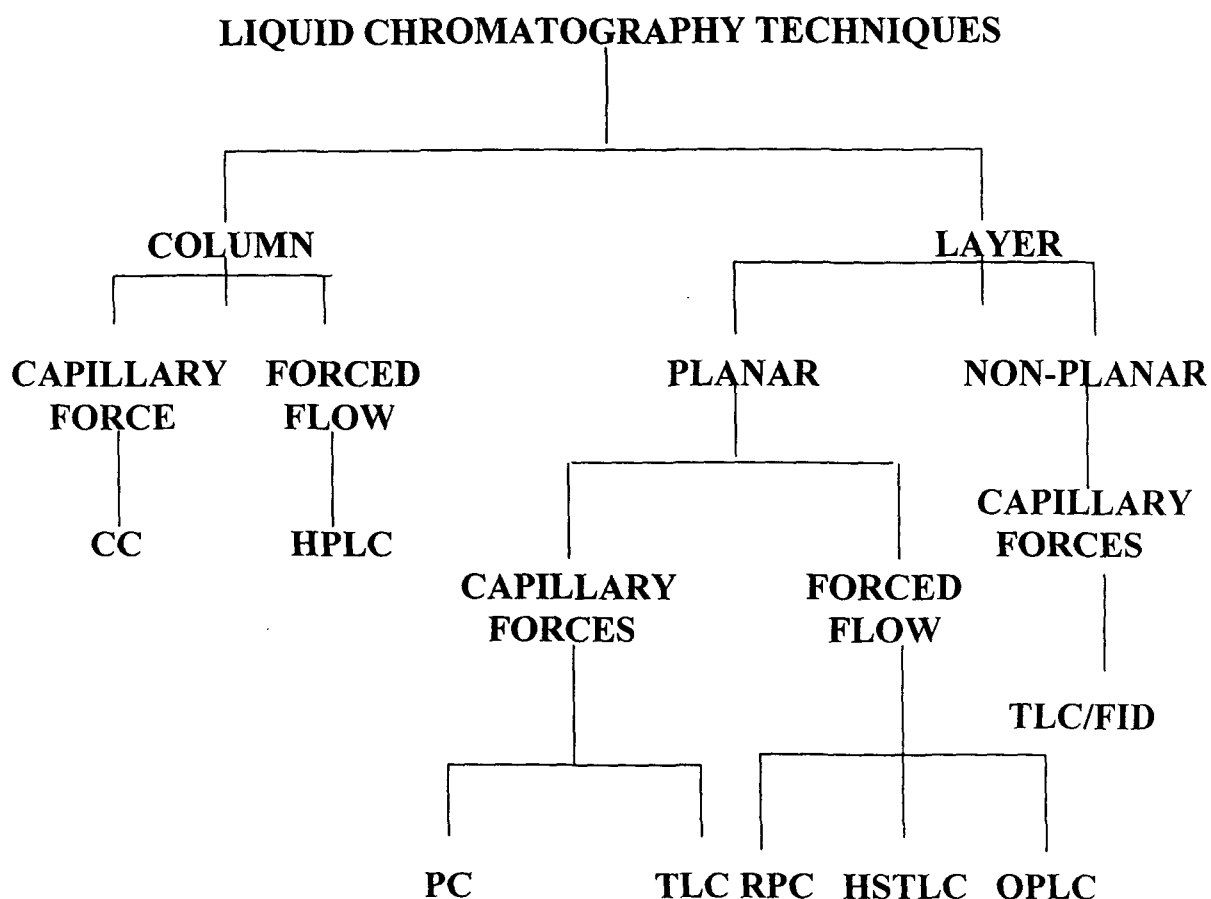 LIQUID CHROMATOGRAPHY TECHNIQUES
COLUMN
LAYER
CAPILLARY
FORCE
FORCED
FLOW
PLANAR
NON-PLANAR
CC
HPLC
CAPILLARY
FORCES
CAPILLARY
FORCES
FORCED
FLOW
TLC/FID
PC
TLC
RPC
HSTLC
OPLC